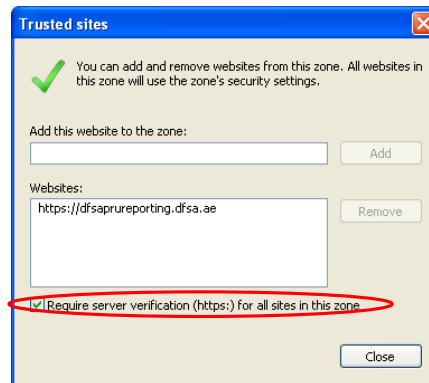 Trusted sites
You can add and remove websites from this zone. All websites in
this zone will use the zone's security settings.
Add this website to the zone:
Add
Websites:
https://dfsaprureporting.dfsa.ae
Remove
Require server verification (https:) for all sites in this zone
Close